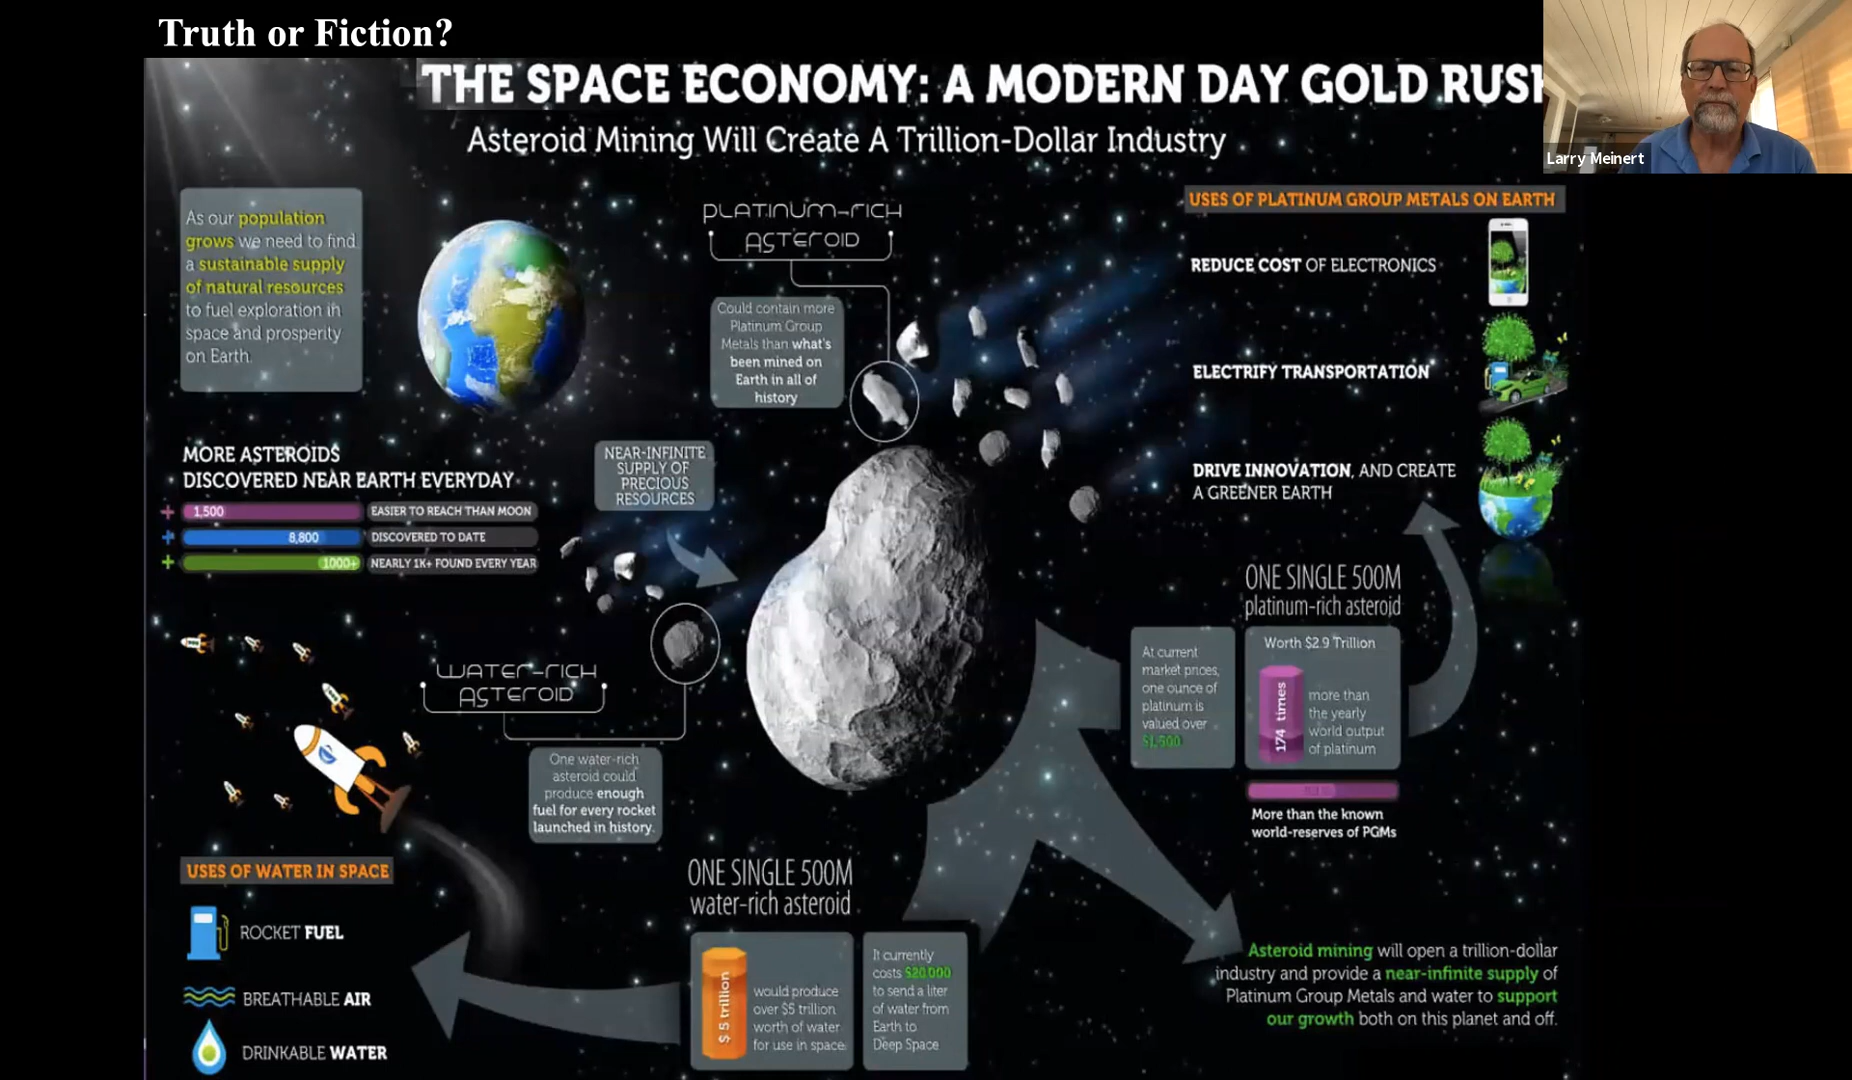 Truth or Fiction?
THE SPACE ECONOMY: A MODERN DAY GOLD RUSH
Asteroid Mining Will Create A Trillion-Dollar Industry
Larry Meinert
As our population
grows we need to find
a sustainable supply
of natural resources
to fuel exploration in
space and prosperity
on Earth.
PLATINUM-RICH
ASTEROID
Could contain more
Platinum Group
Metals than what's
been mined on
Earth in all of
history
USES OF PLATINUM GROUP METALS ON EARTH
REDUCE COST OF ELECTRONICS
ELECTRIFY TRANSPORTATION
DRIVE INNOVATION, AND CREATE
A GREENER EARTH
MORE ASTEROIDS
DISCOVERED NEAR EARTH EVERYDAY
+ 1,500 EASIER TO REACH THAN MOON
+ 8,800 DISCOVERED TO DATE
+ 1000+ NEARLY 1K+ FOUND EVERY YEAR
NEAR-INFINITE
SUPPLY OF
PRECIOUS
RESOURCES
WATER-RICH
ASTEROID
One water-rich
asteroid could
produce enough
fuel for every rocket
launched in history.
ONE SINGLE 500M
platinum-rich asteroid
At current
market prices,
one ounce of
platinum is
valued over
$1,500
Worth $2.9 Trillion
174 times
more than
the yearly
world output
of platinum
More than the known
world-reserves of PGMs
USES OF WATER IN SPACE
ROCKET FUEL
BREATHABLE AIR
DRINKABLE WATER
ONE SINGLE 500M
water-rich asteroid
$ 5 trillion
would produce
over $5 trillion
worth of water
for use in space.
It currently
costs $20,000
to send a liter
of water from
Earth to
Deep Space
Asteroid mining will open a trillion-dollar
industry and provide a near-infinite supply of
Platinum Group Metals and water to support
our growth both on this planet and off.